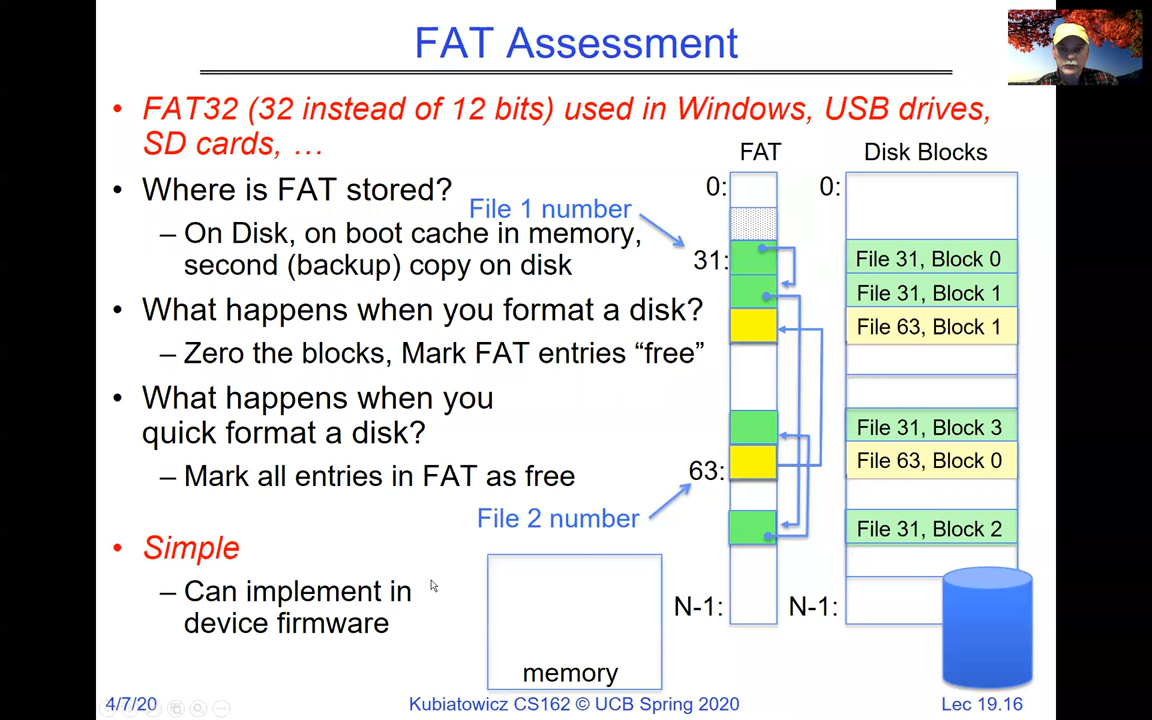 FAT Assessment
• FAT32 (32 instead of 12 bits) used in Windows, USB drives,
SD cards, …
• Where is FAT stored?
– On Disk, on boot cache in memory,
second (backup) copy on disk
• What happens when you format a disk?
– Zero the blocks, Mark FAT entries “free”
• What happens when you
quick format a disk?
– Mark all entries in FAT as free
• Simple
– Can implement in
device firmware
FAT
Disk Blocks
0:
0:
File 1 number
31:
File 31, Block 0
File 31, Block 1
File 63, Block 1
File 31, Block 3
63:
File 63, Block 0
File 2 number
File 31, Block 2
N-1:
N-1:
memory
4/7/20
Kubiatowicz CS162 © UCB Spring 2020
Lec 19.16